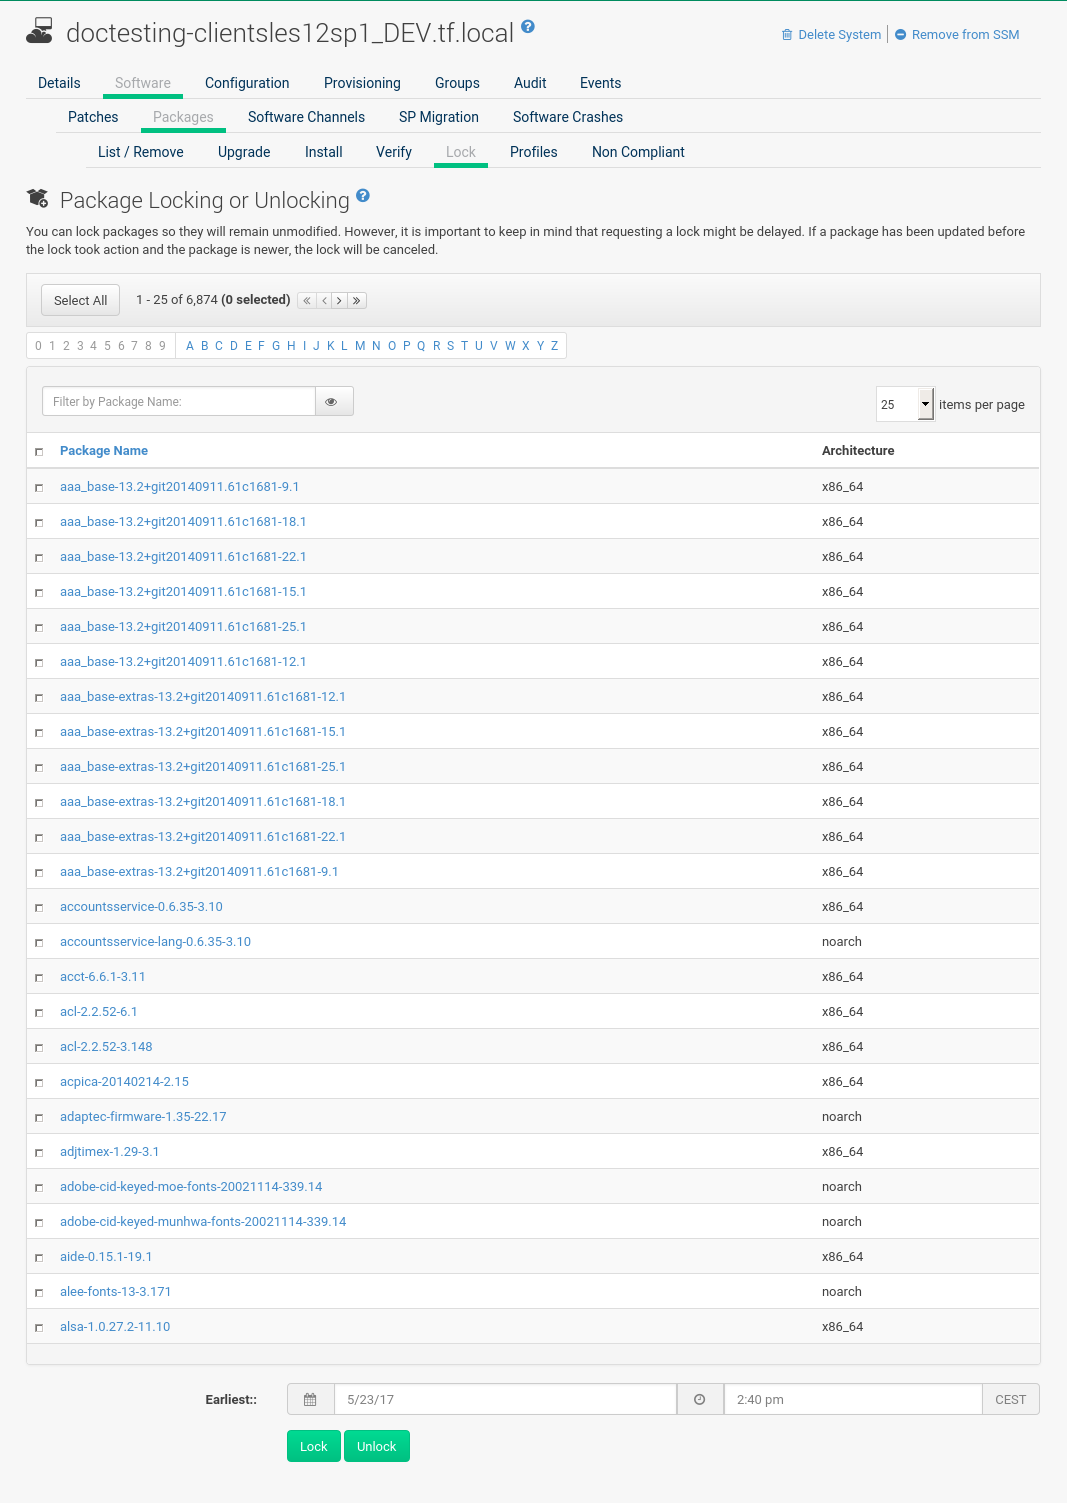 doctesting-clientsles12sp1_DEV.tf.local ?
Delete System | Remove from SSM
Details Software Configuration Provisioning Groups Audit Events
Patches Packages Software Channels SP Migration Software Crashes
List / Remove Upgrade Install Verify Lock Profiles Non Compliant
Package Locking or Unlocking ?
You can lock packages so they will remain unmodified. However, it is important to keep in mind that requesting a lock might be delayed. If a package has been updated before
the lock took action and the package is newer, the lock will be canceled.
Select All 1 - 25 of 6,874 (0 selected) « ‹ › »
0 1 2 3 4 5 6 7 8 9 A B C D E F G H I J K L M N O P Q R S T U V W X Y Z
Filter by Package Name: 25 items per page
Package Name Architecture
aaa_base-13.2+git20140911.61c1681-9.1 x86_64
aaa_base-13.2+git20140911.61c1681-18.1 x86_64
aaa_base-13.2+git20140911.61c1681-22.1 x86_64
aaa_base-13.2+git20140911.61c1681-15.1 x86_64
aaa_base-13.2+git20140911.61c1681-25.1 x86_64
aaa_base-13.2+git20140911.61c1681-12.1 x86_64
aaa_base-extras-13.2+git20140911.61c1681-12.1 x86_64
aaa_base-extras-13.2+git20140911.61c1681-15.1 x86_64
aaa_base-extras-13.2+git20140911.61c1681-25.1 x86_64
aaa_base-extras-13.2+git20140911.61c1681-18.1 x86_64
aaa_base-extras-13.2+git20140911.61c1681-22.1 x86_64
aaa_base-extras-13.2+git20140911.61c1681-9.1 x86_64
accountsservice-0.6.35-3.10 x86_64
accountsservice-lang-0.6.35-3.10 noarch
acct-6.6.1-3.11 x86_64
acl-2.2.52-6.1 x86_64
acl-2.2.52-3.148 x86_64
acpica-20140214-2.15 x86_64
adaptec-firmware-1.35-22.17 noarch
adjtimex-1.29-3.1 x86_64
adobe-cid-keyed-moe-fonts-20021114-339.14 noarch
adobe-cid-keyed-munhwa-fonts-20021114-339.14 noarch
aide-0.15.1-19.1 x86_64
alee-fonts-13-3.171 noarch
alsa-1.0.27.2-11.10 x86_64
Earliest:: 5/23/17 2:40 pm CEST
Lock Unlock